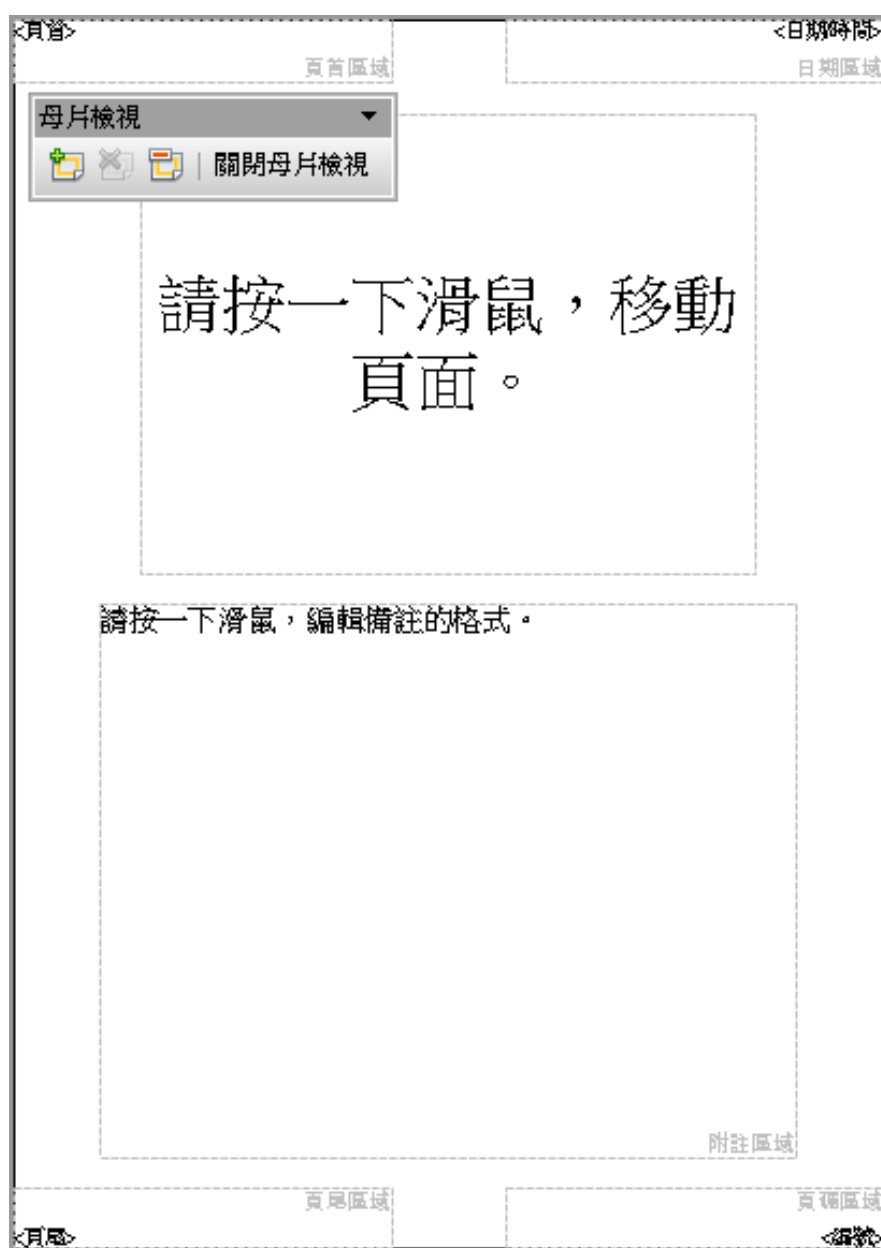 <頁首>
<日期時間>
頁首區域
日期區域
母片檢視
關閉母片檢視
請按一下滑鼠，移動
頁面。
請按一下滑鼠，編輯備註的格式。
附註區域
頁尾區域
頁碼區域
<頁尾>
<編號>